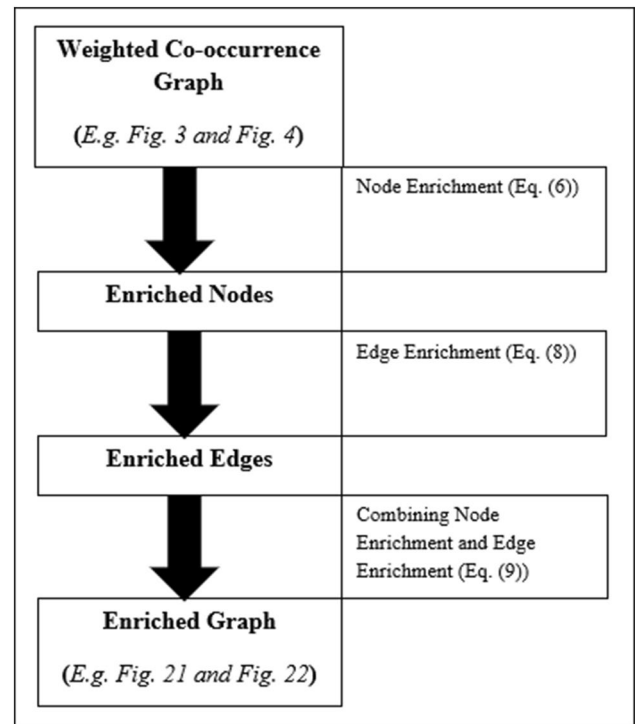 Weighted Co-occurrence
Graph
(E.g. Fig. 3 and Fig. 4)
Node Enrichment (Eq. (6))
Enriched Nodes
Edge Enrichment (Eq. (8))
Enriched Edges
Combining Node
Enrichment and Edge
Enrichment (Eq. (9))
Enriched Graph
(E.g. Fig. 21 and Fig. 22)